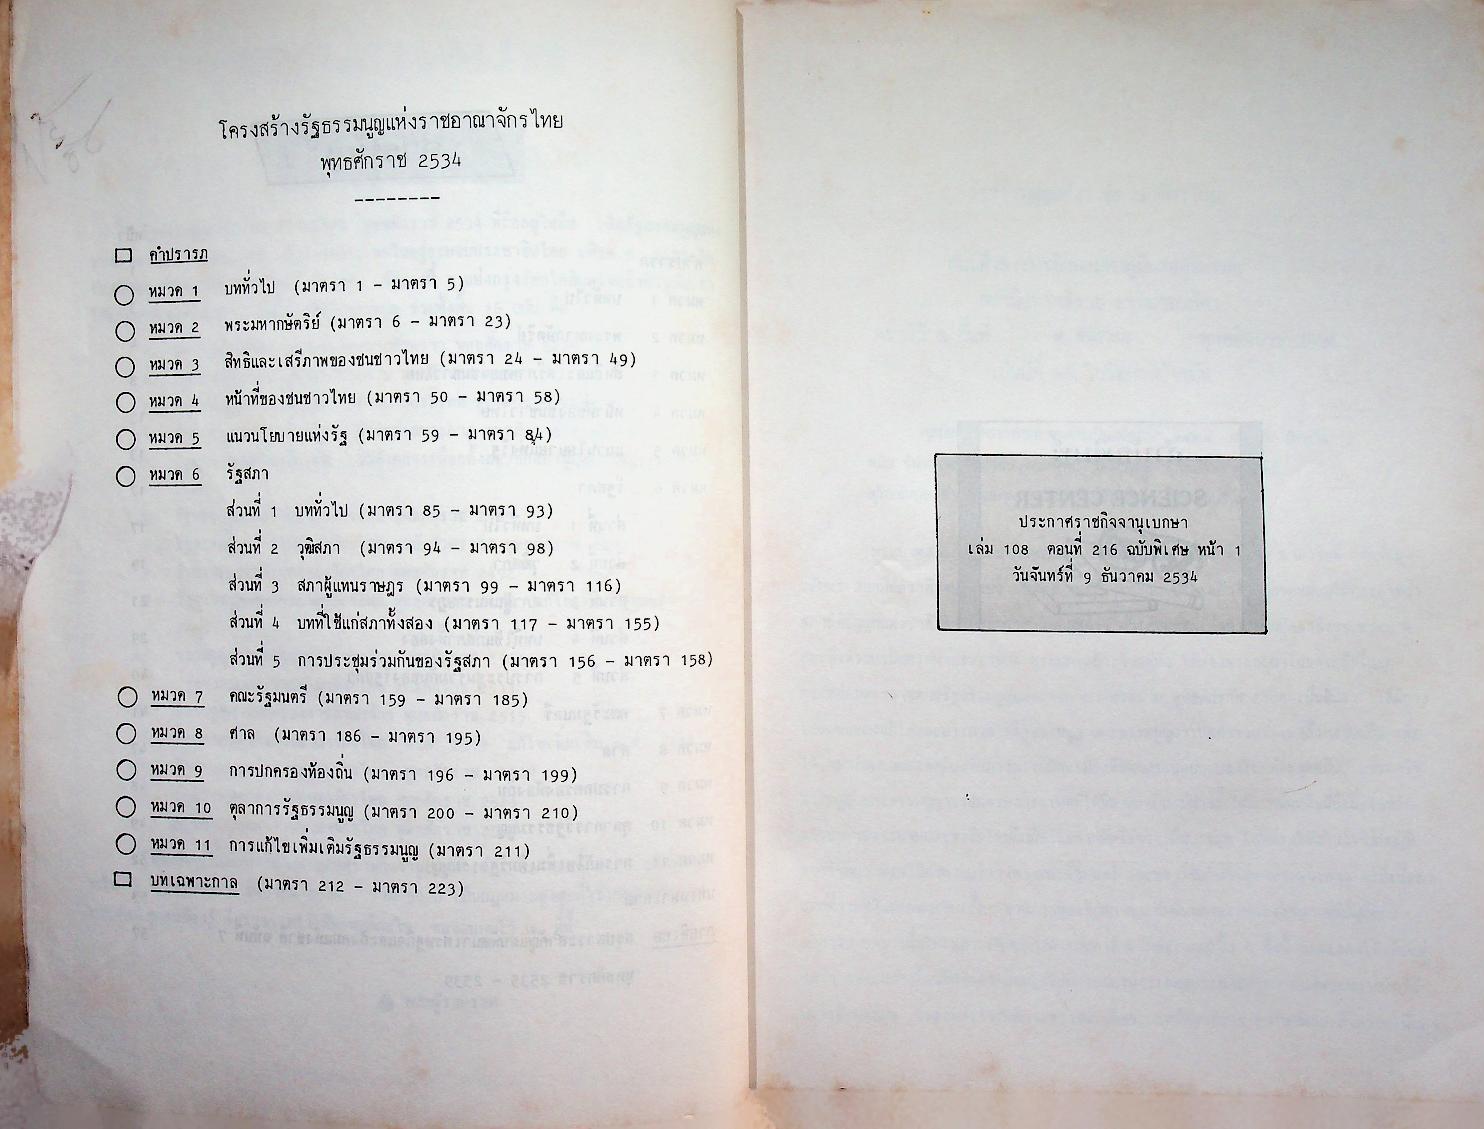 โครงสร้างรัฐธรรมนูญแห่งราชอาณาจักรไทย
พุทธศักราช 2534
--------
คำปรารภ
หมวด 1 บททั่วไป (มาตรา 1 - มาตรา 5)
หมวด 2 พระมหากษัตริย์ (มาตรา 6 - มาตรา 23)
หมวด 3 สิทธิและเสรีภาพของชนชาวไทย (มาตรา 24 - มาตรา 49)
หมวด 4 หน้าที่ของชนชาวไทย (มาตรา 50 - มาตรา 58)
หมวด 5 แนวนโยบายแห่งรัฐ (มาตรา 59 - มาตรา 84)
หมวด 6 รัฐสภา
ส่วนที่ 1 บททั่วไป (มาตรา 85 - มาตรา 93)
ส่วนที่ 2 วุฒิสภา (มาตรา 94 - มาตรา 98)
ส่วนที่ 3 สภาผู้แทนราษฎร (มาตรา 99 - มาตรา 116)
ส่วนที่ 4 บทที่ใช้แก่สภาทั้งสอง (มาตรา 117 - มาตรา 155)
ส่วนที่ 5 การประชุมร่วมกันของรัฐสภา (มาตรา 156 - มาตรา 158)
หมวด 7 คณะรัฐมนตรี (มาตรา 159 - มาตรา 185)
หมวด 8 ศาล (มาตรา 186 - มาตรา 195)
หมวด 9 การปกครองท้องถิ่น (มาตรา 196 - มาตรา 199)
หมวด 10 ตุลาการรัฐธรรมนูญ (มาตรา 200 - มาตรา 210)
หมวด 11 การแก้ไขเพิ่มเติมรัฐธรรมนูญ (มาตรา 211)
บทเฉพาะกาล (มาตรา 212 - มาตรา 223)
ประกาศราชกิจจานุเบกษา
เล่ม 108 ตอนที่ 216 ฉบับพิเศษ หน้า 1
วันจันทร์ที่ 9 ธันวาคม 2534